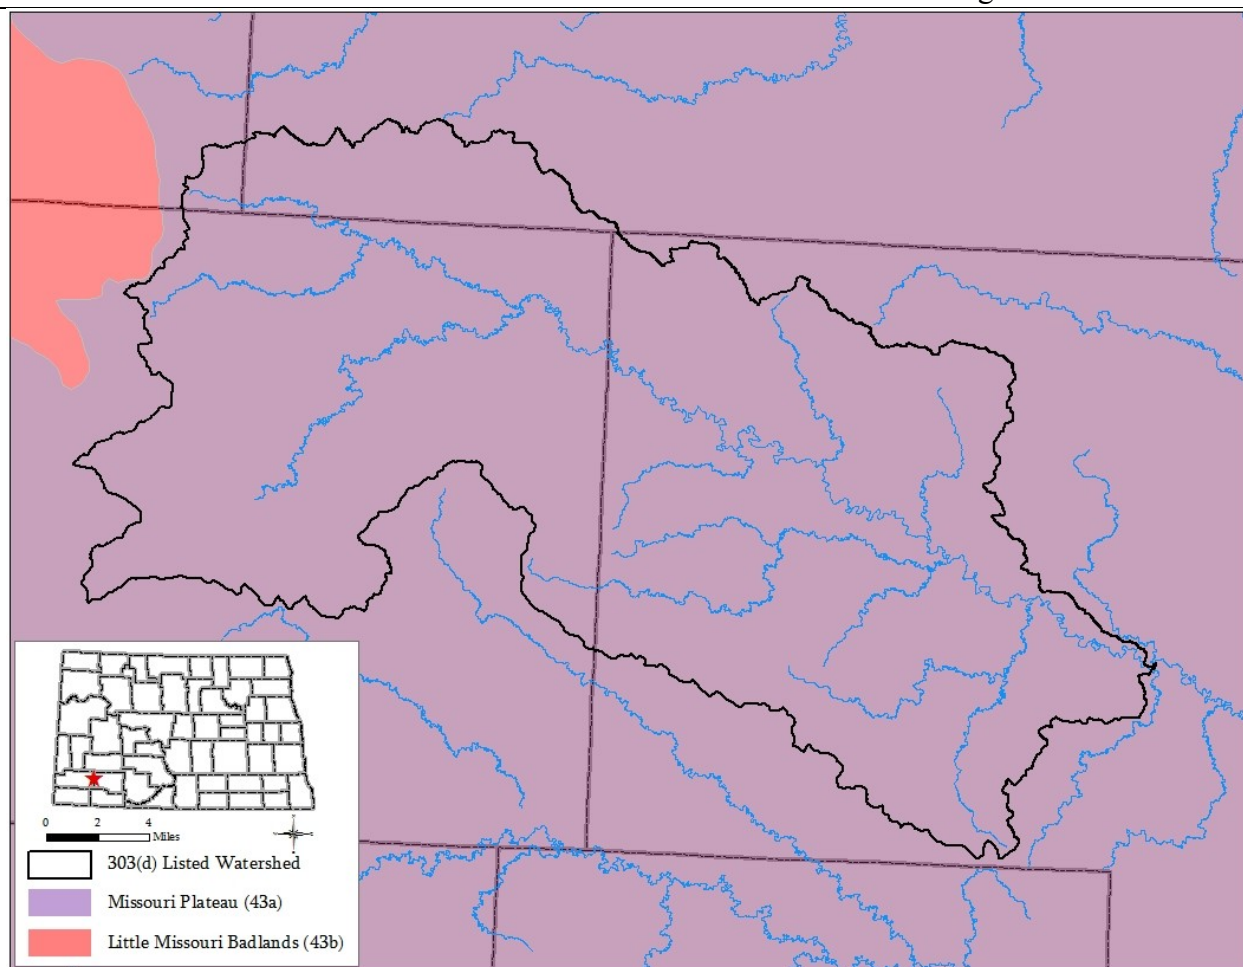 0 2 4
Miles
303(d) Listed Watershed
Missouri Plateau (43a)
Little Missouri Badlands (43b)